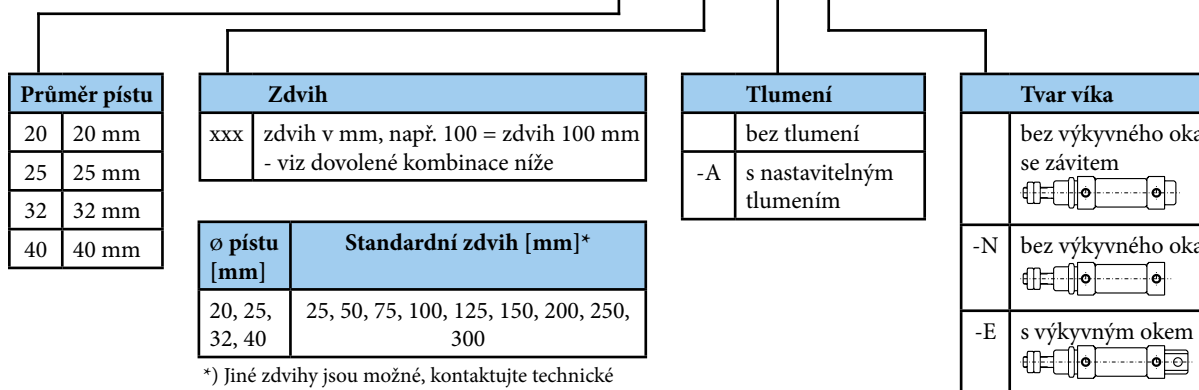 Průměr pístu
20 20 mm
25 25 mm
32 32 mm
40 40 mm
Zdvih
xxx zdvih v mm, např. 100 = zdvih 100 mm
- viz dovolené kombinace níže
ø pístu Standardní zdvih [mm]*
[mm]
20, 25, 25, 50, 75, 100, 125, 150, 200, 250,
32, 40 300
*) Jiné zdvihy jsou možné, kontaktujte technické
Tlumení
bez tlumení
-A s nastavitelným
tlumením
Tvar víka
bez výkyvného oka
se závitem
-N bez výkyvného oka
-E s výkyvným okem